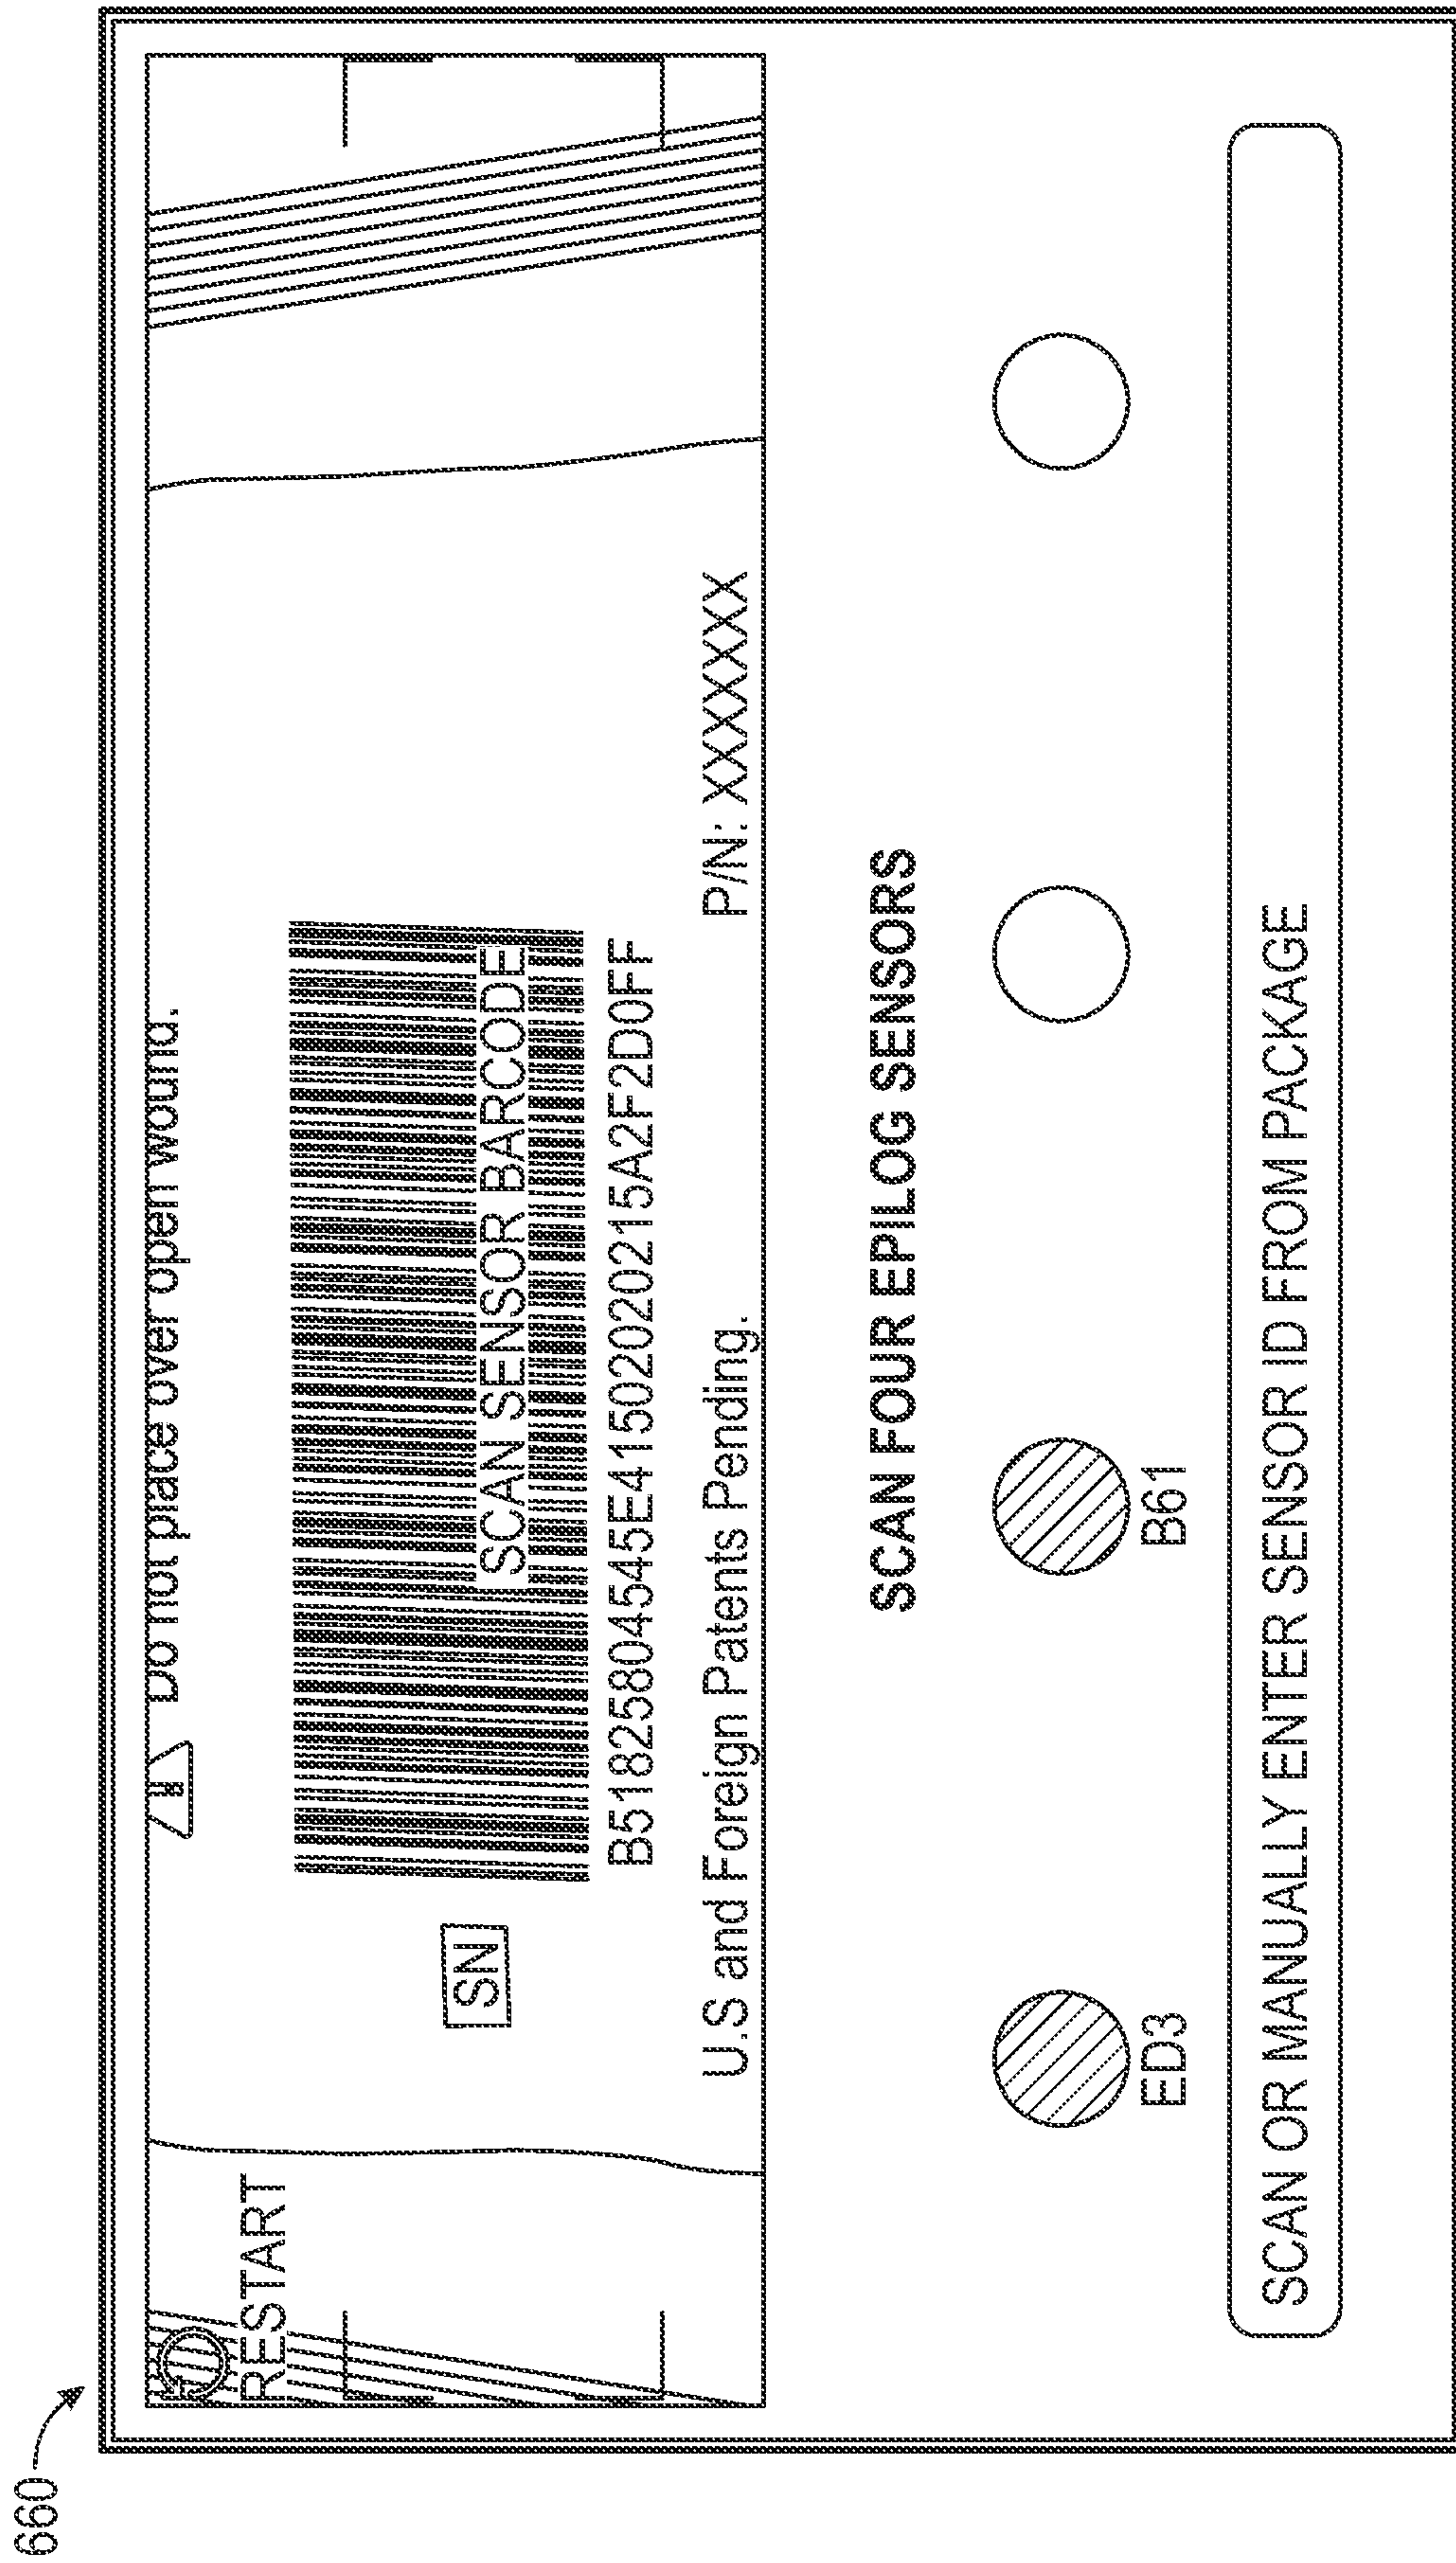 660
Do not place over open wound.
RESTART
SN
SCAN SENSOR BARCODE
B51825804545E41502020215A2F2D0FF
U.S and Foreign Patents Pending.
P/N: XXXXXXX
SCAN FOUR EPILOG SENSORS
ED3
B61
SCAN OR MANUALLY ENTER SENSOR ID FROM PACKAGE